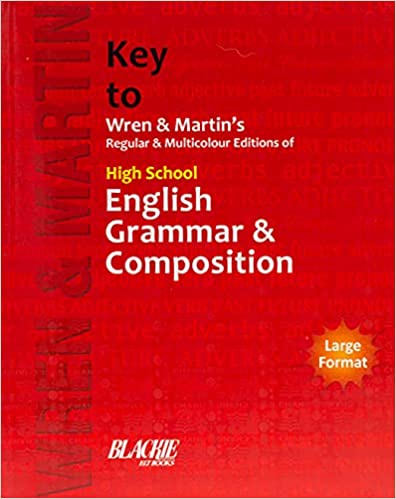 WREN & MARTIN
Key
to
Wren & Martin's
Regular & Multicolour Editions of
High School
English
Grammar &
Composition
Large
Format
BLACKIE
ELT BOOKS